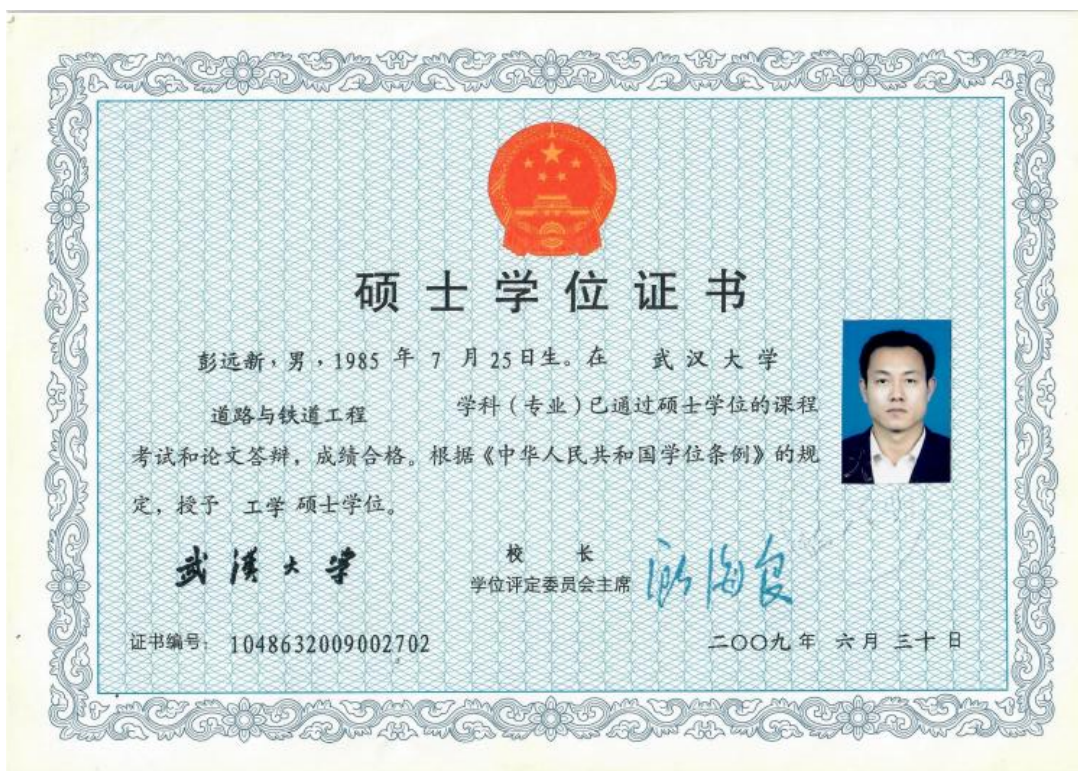 硕士学位证书
彭远新，男，1985 年 7 月 25日生。在 武汉大学
道路与铁道工程 学科（专业）已通过硕士学位的课程
考试和论文答辩，成绩合格。根据《中华人民共和国学位条例》的规
定，授予 工学 硕士学位。
武汉大学
校 长
学位评定委员会主席
顾海良
证书编号：1048632009002702
二〇〇九年 六月 三十 日